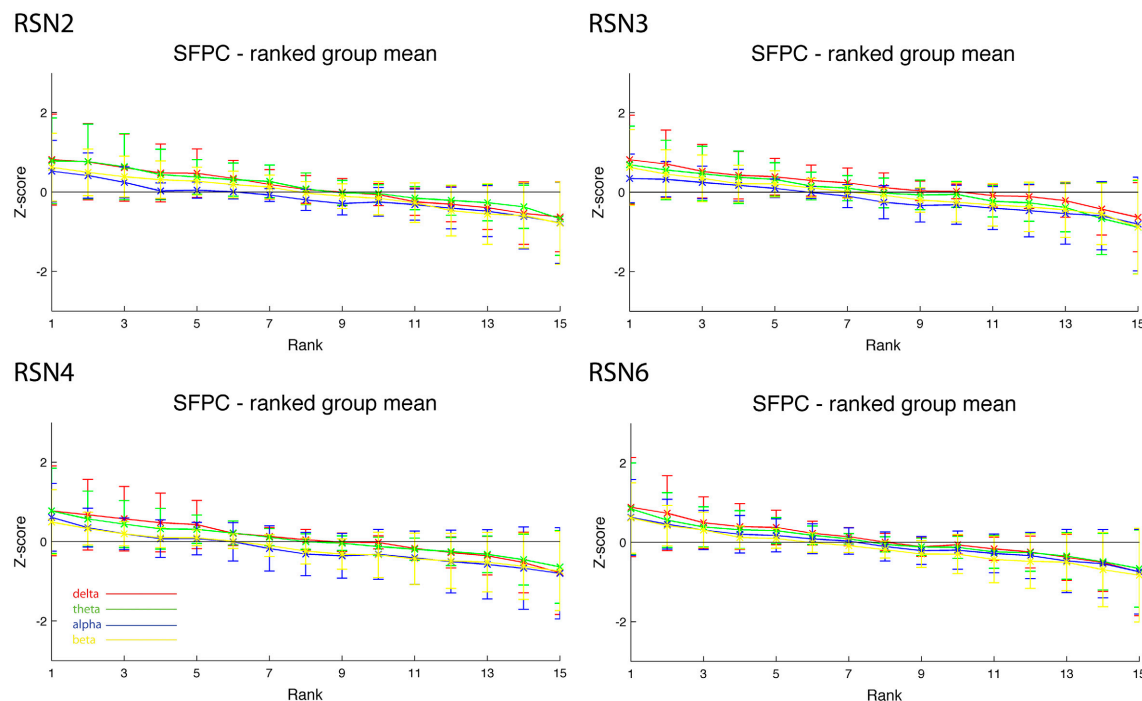 RSN2
SFPC - ranked group mean
Z-score
2
0
-2
1 3 5 7 9 11 13 15
Rank
RSN3
SFPC - ranked group mean
Z-score
2
0
-2
1 3 5 7 9 11 13 15
Rank
RSN4
SFPC - ranked group mean
Z-score
2
0
-2
delta
theta
alpha
beta
1 3 5 7 9 11 13 15
Rank
RSN6
SFPC - ranked group mean
Z-score
2
0
-2
1 3 5 7 9 11 13 15
Rank